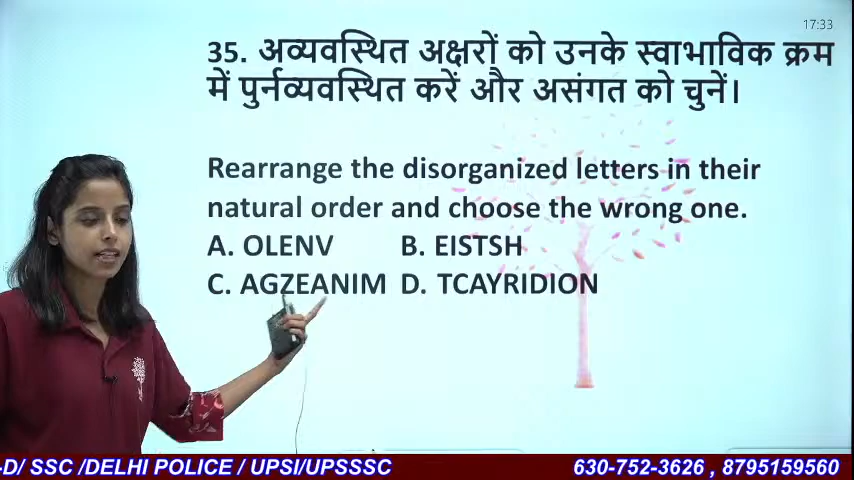 17:33
35. अव्यवस्थित अक्षरों को उनके स्वाभाविक क्रम
में पुर्नव्यवस्थित करें और असंगत को चुनें।
Rearrange the disorganized letters in their
natural order and choose the wrong one.
A. OLENV B. EISTSH
C. AGZEANIM D. TCAYRIDION
-D/ SSC /DELHI POLICE / UPSI/UPSSSC 630-752-3626 , 8795159560